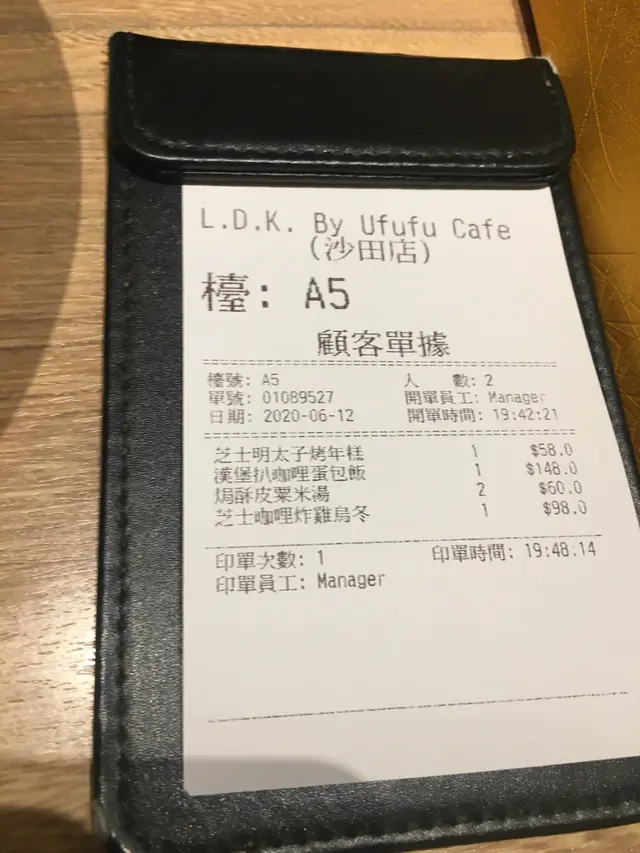 L.D.K. By Ufufu Cafe
(沙田店)
檯: A5
顧客單據
檯號: A5 人 數: 2
單號: 01089527 開單員工: Manager
日期: 2020-06-12 開單時間: 19:42:21
芝士明太子烤年糕 1 $58.0
漢堡扒咖哩蛋包飯 1 $148.0
焗酥皮粟米湯 2 $60.0
芝士咖哩炸雞烏冬 1 $98.0
印單次數: 1 印單時間: 19:48.14
印單員工: Manager